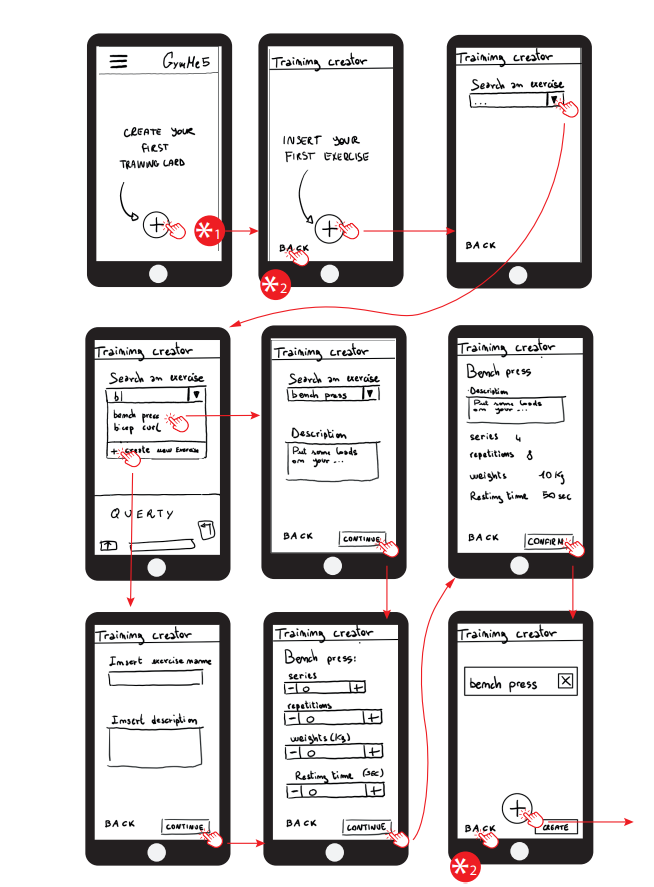 GymMe5
CREATE YOUR
FIRST
TRAINING CARD
*1
Training creator
INSERT YOUR
FIRST EXERCISE
BACK
*2
Training creator
Search an exercise
...
BACK
Training creator
Search an exercise
b|
bench press
bicep curl
+ create new Exercise
QUERTY
Training creator
Search an exercise
bench press
Description
Put some loads
on your ...
BACK
CONTINUE
Training creator
Bench press
Description
Put some loads
on your ...
series 4
repetitions 8
weights 40 Kg
Resting time 50 sec
BACK
CONFIRM
Training creator
Insert exercise name
Insert description
BACK
CONTINUE
Training creator
Bench press:
series
- 0 +
repetitions
- 0 +
weights (Kg)
- 0 +
Resting time (SEC)
- 0 +
BACK
CONTINUE
Training creator
bench press X
+
BACK
CREATE
*2